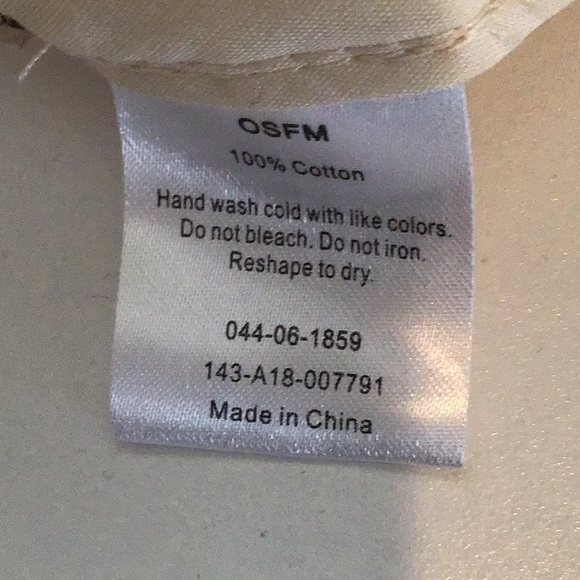 OSFM
100% Cotton
Hand wash cold with like colors.
Do not bleach. Do not iron.
Reshape to dry.
044-06-1859
143-A18-007791
Made in China